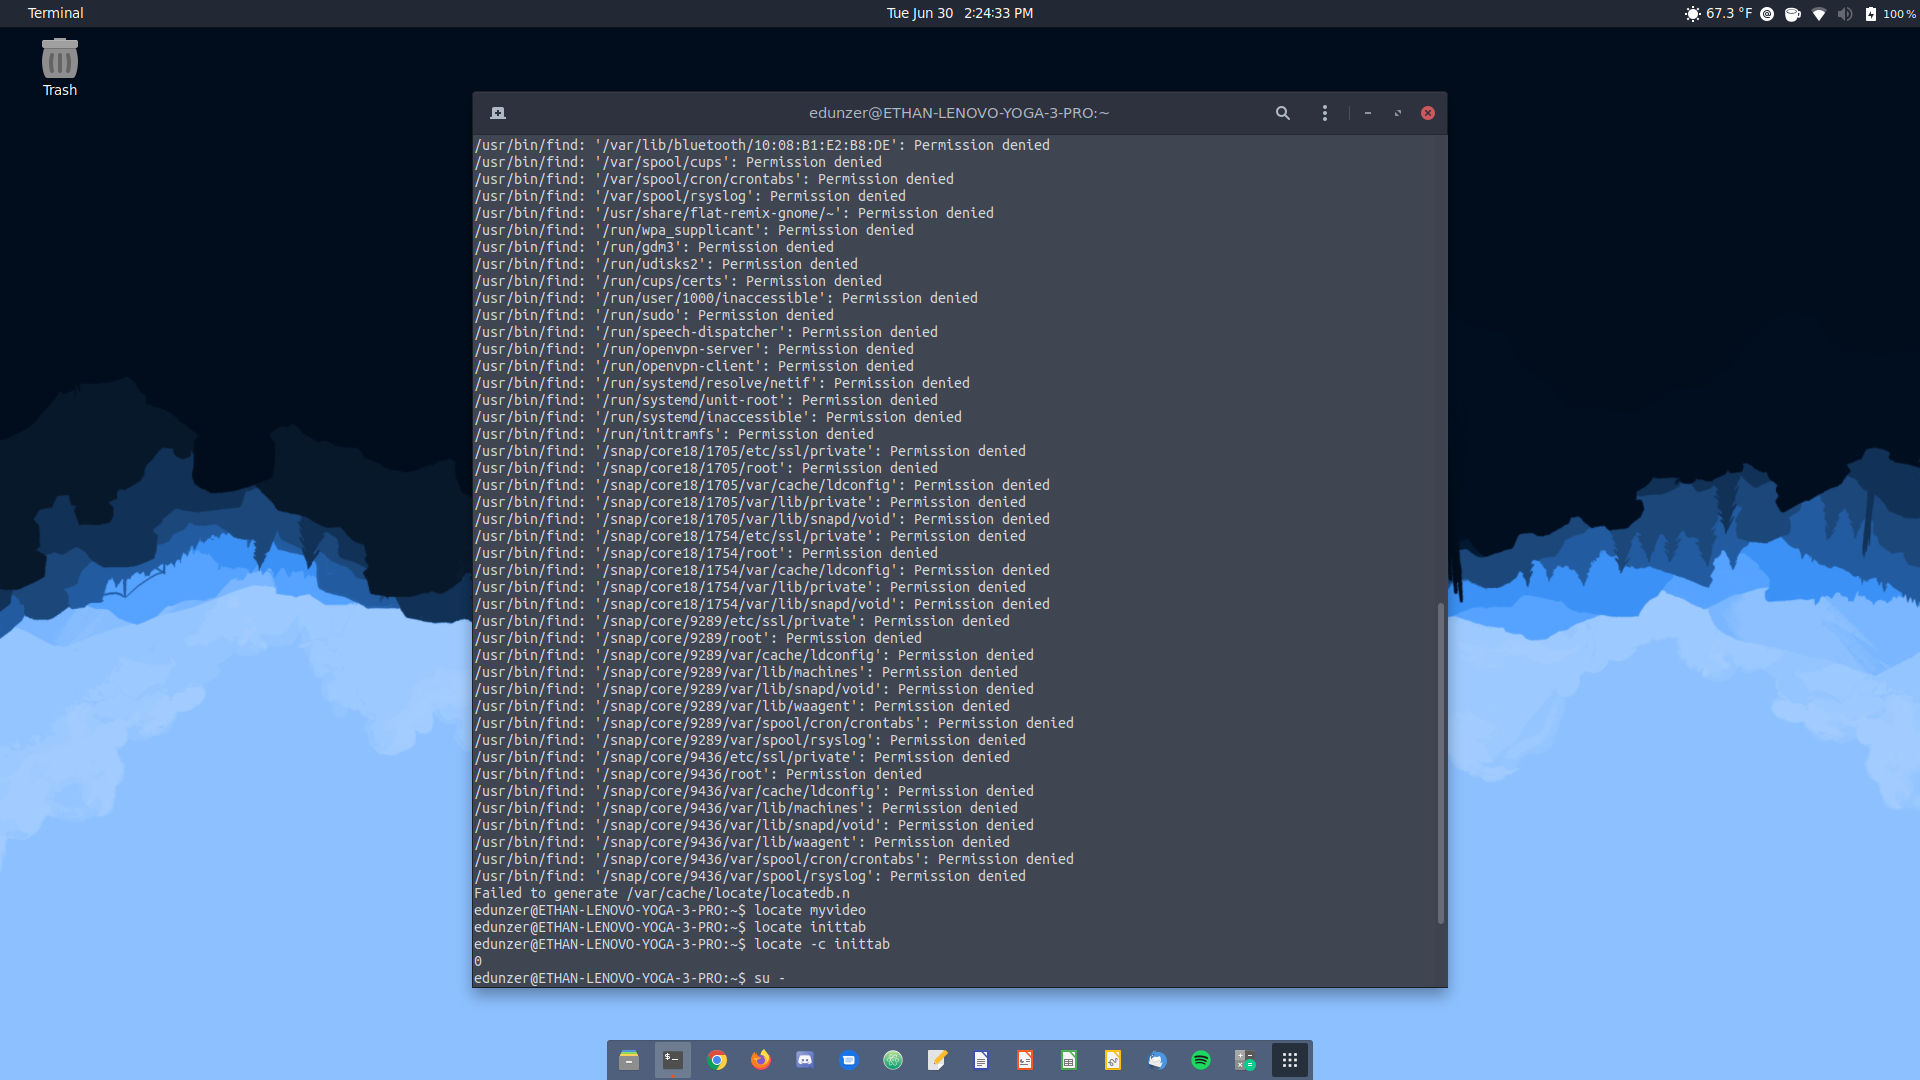 Terminal
Tue Jun 30 2:24:33 PM
67.3 °F
100 %
Trash
edunzer@ETHAN-LENOVO-YOGA-3-PRO:~
/usr/bin/find: '/var/lib/bluetooth/10:08:B1:E2:B8:DE': Permission denied
/usr/bin/find: '/var/spool/cups': Permission denied
/usr/bin/find: '/var/spool/cron/crontabs': Permission denied
/usr/bin/find: '/var/spool/rsyslog': Permission denied
/usr/bin/find: '/usr/share/flat-remix-gnome/~': Permission denied
/usr/bin/find: '/run/wpa_supplicant': Permission denied
/usr/bin/find: '/run/gdm3': Permission denied
/usr/bin/find: '/run/udisks2': Permission denied
/usr/bin/find: '/run/cups/certs': Permission denied
/usr/bin/find: '/run/user/1000/inaccessible': Permission denied
/usr/bin/find: '/run/sudo': Permission denied
/usr/bin/find: '/run/speech-dispatcher': Permission denied
/usr/bin/find: '/run/openvpn-server': Permission denied
/usr/bin/find: '/run/openvpn-client': Permission denied
/usr/bin/find: '/run/systemd/resolve/netif': Permission denied
/usr/bin/find: '/run/systemd/unit-root': Permission denied
/usr/bin/find: '/run/systemd/inaccessible': Permission denied
/usr/bin/find: '/run/initramfs': Permission denied
/usr/bin/find: '/snap/core18/1705/etc/ssl/private': Permission denied
/usr/bin/find: '/snap/core18/1705/root': Permission denied
/usr/bin/find: '/snap/core18/1705/var/cache/ldconfig': Permission denied
/usr/bin/find: '/snap/core18/1705/var/lib/private': Permission denied
/usr/bin/find: '/snap/core18/1705/var/lib/snapd/void': Permission denied
/usr/bin/find: '/snap/core18/1754/etc/ssl/private': Permission denied
/usr/bin/find: '/snap/core18/1754/root': Permission denied
/usr/bin/find: '/snap/core18/1754/var/cache/ldconfig': Permission denied
/usr/bin/find: '/snap/core18/1754/var/lib/private': Permission denied
/usr/bin/find: '/snap/core18/1754/var/lib/snapd/void': Permission denied
/usr/bin/find: '/snap/core/9289/etc/ssl/private': Permission denied
/usr/bin/find: '/snap/core/9289/root': Permission denied
/usr/bin/find: '/snap/core/9289/var/cache/ldconfig': Permission denied
/usr/bin/find: '/snap/core/9289/var/lib/machines': Permission denied
/usr/bin/find: '/snap/core/9289/var/lib/snapd/void': Permission denied
/usr/bin/find: '/snap/core/9289/var/lib/waagent': Permission denied
/usr/bin/find: '/snap/core/9289/var/spool/cron/crontabs': Permission denied
/usr/bin/find: '/snap/core/9289/var/spool/rsyslog': Permission denied
/usr/bin/find: '/snap/core/9436/etc/ssl/private': Permission denied
/usr/bin/find: '/snap/core/9436/root': Permission denied
/usr/bin/find: '/snap/core/9436/var/cache/ldconfig': Permission denied
/usr/bin/find: '/snap/core/9436/var/lib/machines': Permission denied
/usr/bin/find: '/snap/core/9436/var/lib/snapd/void': Permission denied
/usr/bin/find: '/snap/core/9436/var/lib/waagent': Permission denied
/usr/bin/find: '/snap/core/9436/var/spool/cron/crontabs': Permission denied
/usr/bin/find: '/snap/core/9436/var/spool/rsyslog': Permission denied
Failed to generate /var/cache/locate/locatedb.n
edunzer@ETHAN-LENOVO-YOGA-3-PRO:~$ locate myvideo
edunzer@ETHAN-LENOVO-YOGA-3-PRO:~$ locate inittab
edunzer@ETHAN-LENOVO-YOGA-3-PRO:~$ locate -c inittab
0
edunzer@ETHAN-LENOVO-YOGA-3-PRO:~$ su -